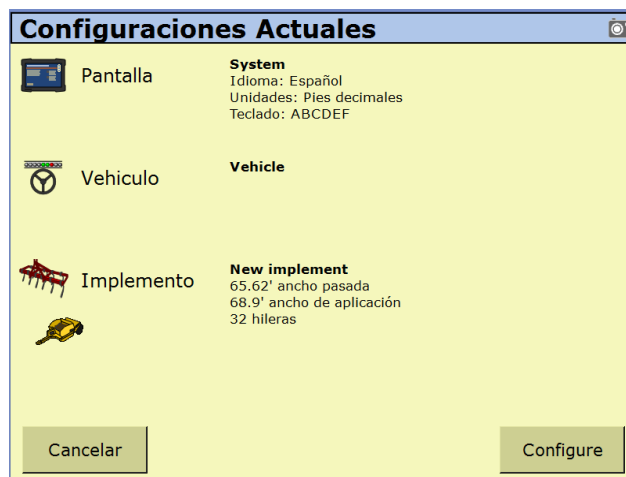 Configuraciones Actuales
Pantalla
System
Idioma: Español
Unidades: Pies decimales
Teclado: ABCDEF
Vehiculo
Vehicle
Implemento
New implement
65.62' ancho pasada
68.9' ancho de aplicación
32 hileras
Cancelar
Configure